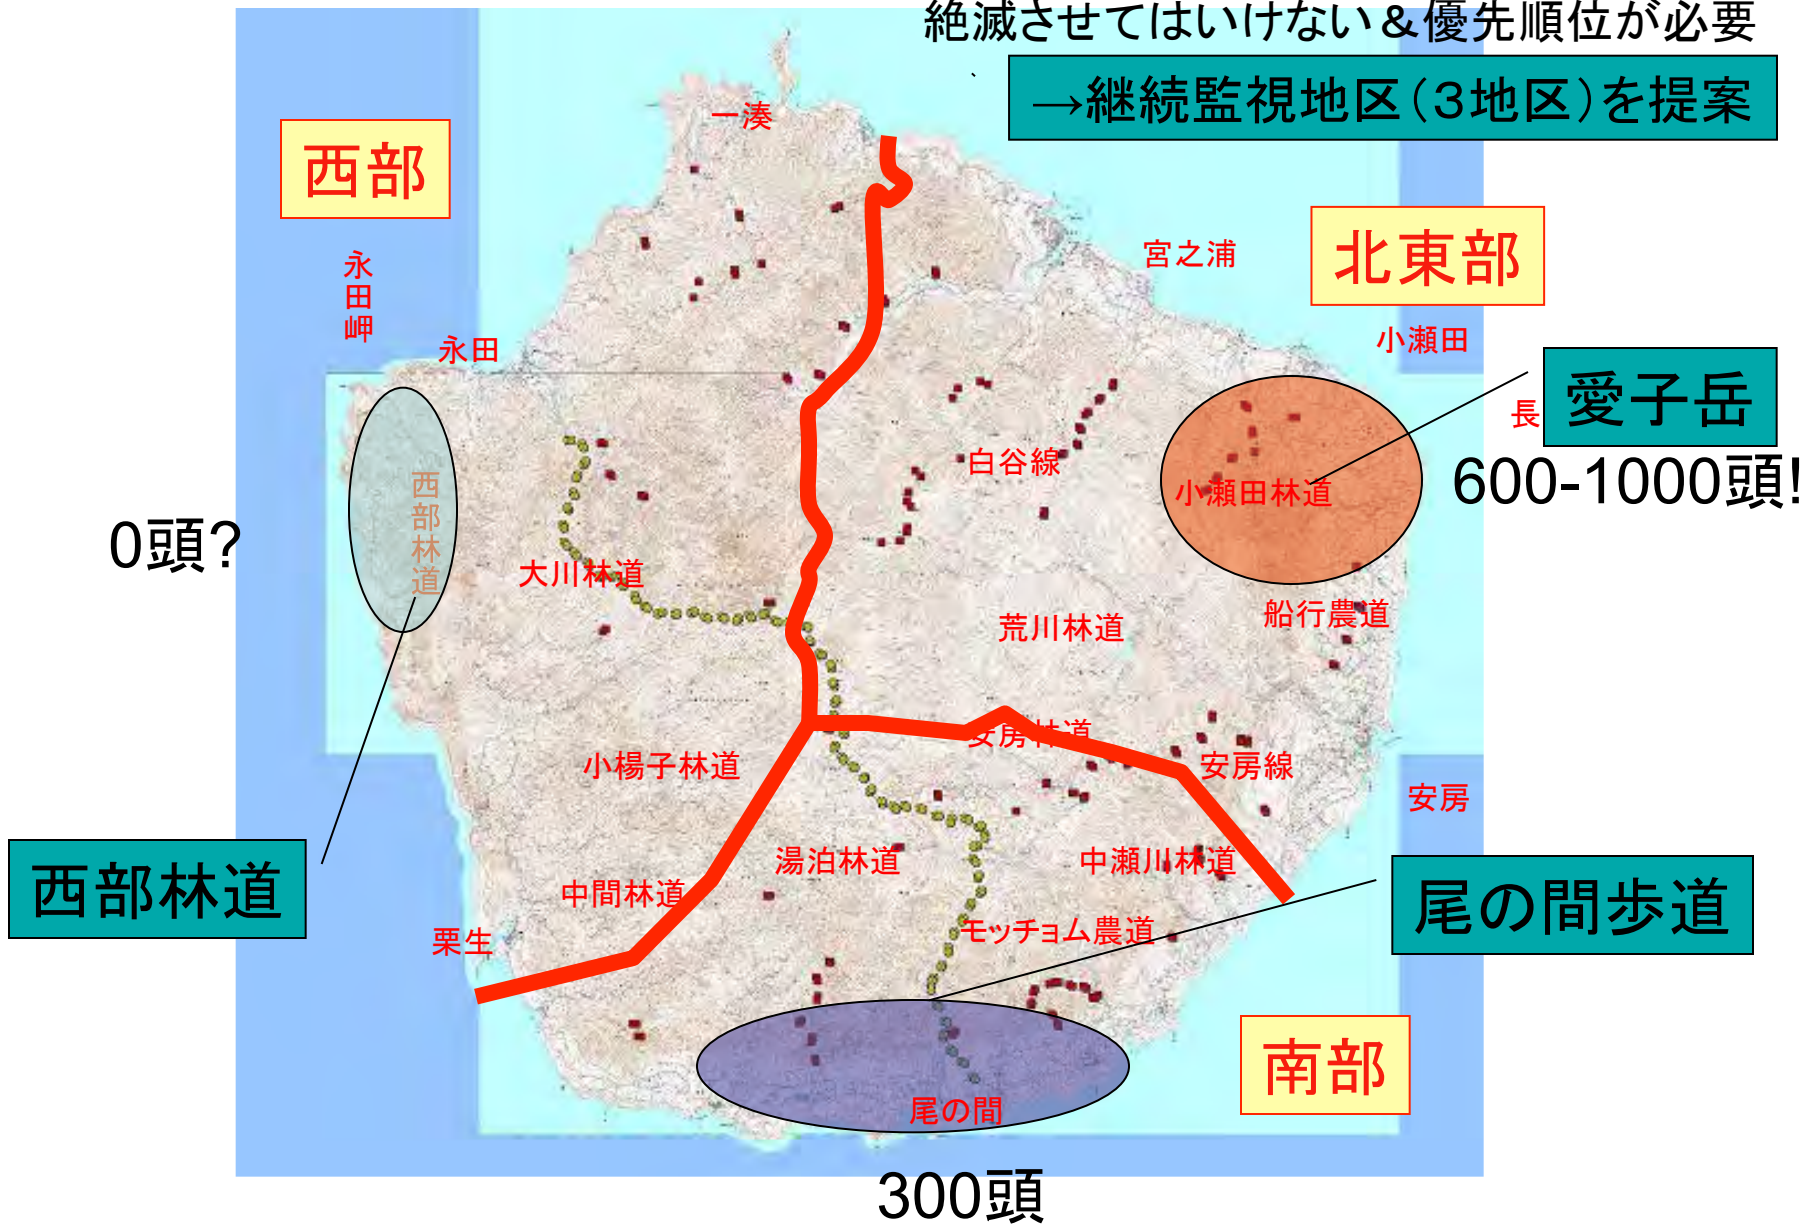 絶滅させてはいけない＆優先順位が必要
→継続監視地区(３地区)を提案
一湊
西部
北東部
宮之浦
永田岬
永田
小瀬田
愛子岳
長
600-1000頭!
白谷線
小瀬田林道
西部林道
0頭?
大川林道
荒川林道
船行農道
安房林道
小楊子林道
安房線
安房
湯泊林道
中瀬川林道
西部林道
中間林道
尾の間歩道
栗生
モッチョム農道
南部
尾の間
300頭